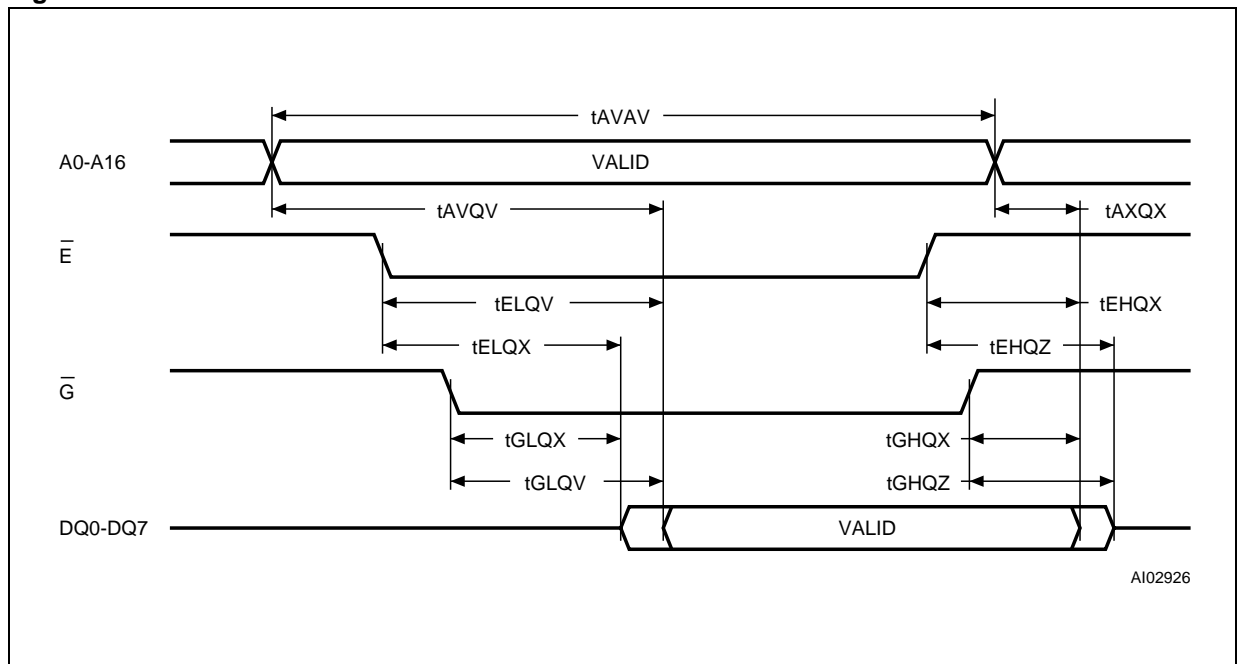 tAVAV
A0-A16
VALID
tAVQV
tAXQX
E
tELQV
tEHQX
tELQX
tEHQZ
G
tGLQX
tGHQX
tGLQV
tGHQZ
DQ0-DQ7
VALID
AI02926